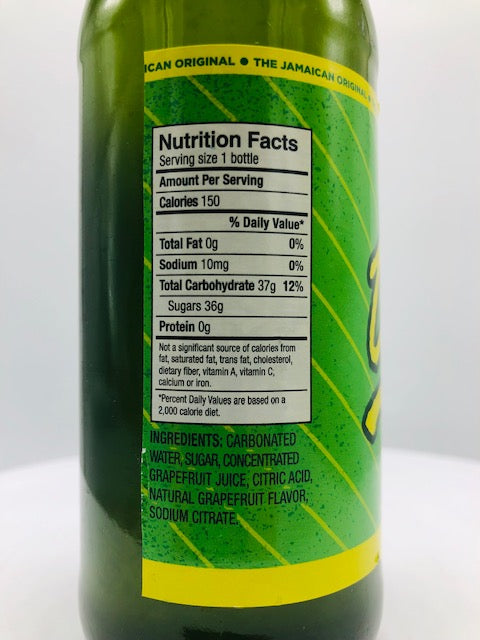 ICAN ORIGINAL ● THE JAMAICAN ORIGINAL ●
Nutrition Facts
Serving size 1 bottle
Amount Per Serving
Calories 150
% Daily Value*
Total Fat 0g 0%
Sodium 10mg 0%
Total Carbohydrate 37g 12%
Sugars 36g
Protein 0g
Not a significant source of calories from
fat, saturated fat, trans fat, cholesterol,
dietary fiber, vitamin A, vitamin C,
calcium or iron.
*Percent Daily Values are based on a
2,000 calorie diet.
INGREDIENTS: CARBONATED
WATER, SUGAR, CONCENTRATED
GRAPEFRUIT JUICE, CITRIC ACID,
NATURAL GRAPEFRUIT FLAVOR,
SODIUM CITRATE.